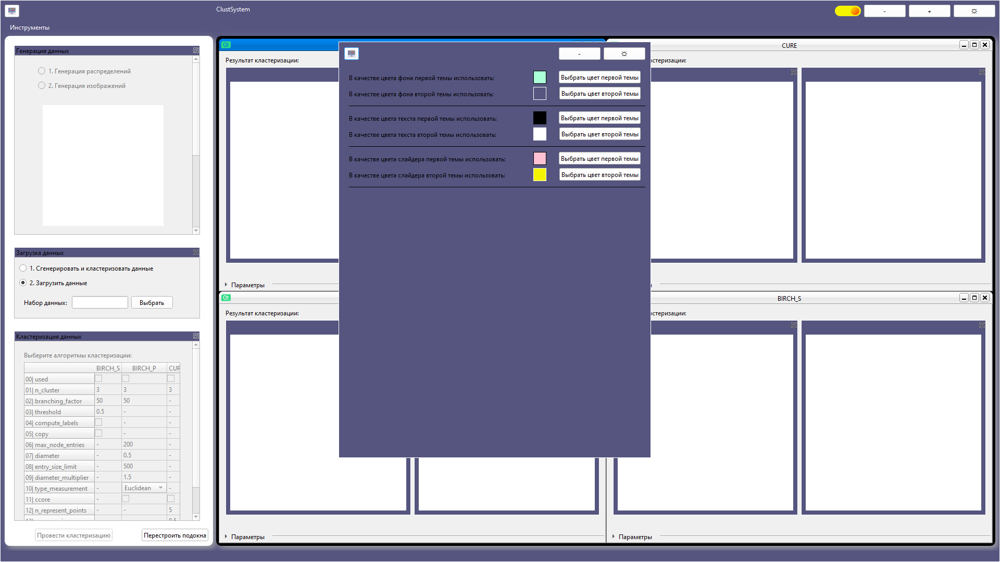 ClustSystem
-
+
Инструменты
Генерация данных
1. Генерация распределений
2. Генерация изображений
Загрузка данных
1. Сгенерировать и кластеризовать данные
2. Загрузить данные
Набор данных:
Выбрать
Кластеризация данных
Выберите алгоритмы кластеризации:
BIRCH_S BIRCH_P CUR
00| used
01| n_cluster 3 3 3
02| branching_factor 50 50 -
03| threshold 0.5 - -
04| compute_labels - -
05| copy - -
06| max_node_entries - 200 -
07| diameter - 0.5 -
08| entry_size_limit - 500 -
09| diameter_multiplier - 1.5 -
10| type_measurement - Euclidean -
11| ccore -
12| n_represent_points - - 5
Провести кластеризацию
Перестроить подокна
Qt
Результат кластеризации:
Параметры
CURE
стеризации:
Qt
Результат кластеризации:
Параметры
BIRCH_S
стеризации:
Параметры
-
В качестве цвета фона первой темы использовать:
Выбрать цвет первой темы
В качестве цвета фона второй темы использовать:
Выбрать цвет второй темы
В качестве цвета текста первой темы использовать:
Выбрать цвет первой темы
В качестве цвета текста второй темы использовать:
Выбрать цвет второй темы
В качестве цвета слайдера первой темы использовать:
Выбрать цвет первой темы
В качестве цвета слайдера второй темы использовать:
Выбрать цвет второй темы